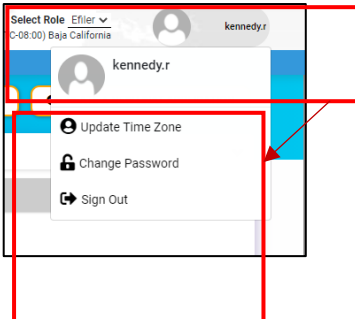 Select Role Efiler
kennedy.r
C-08:00) Baja California
kennedy.r
Update Time Zone
Change Password
Sign Out